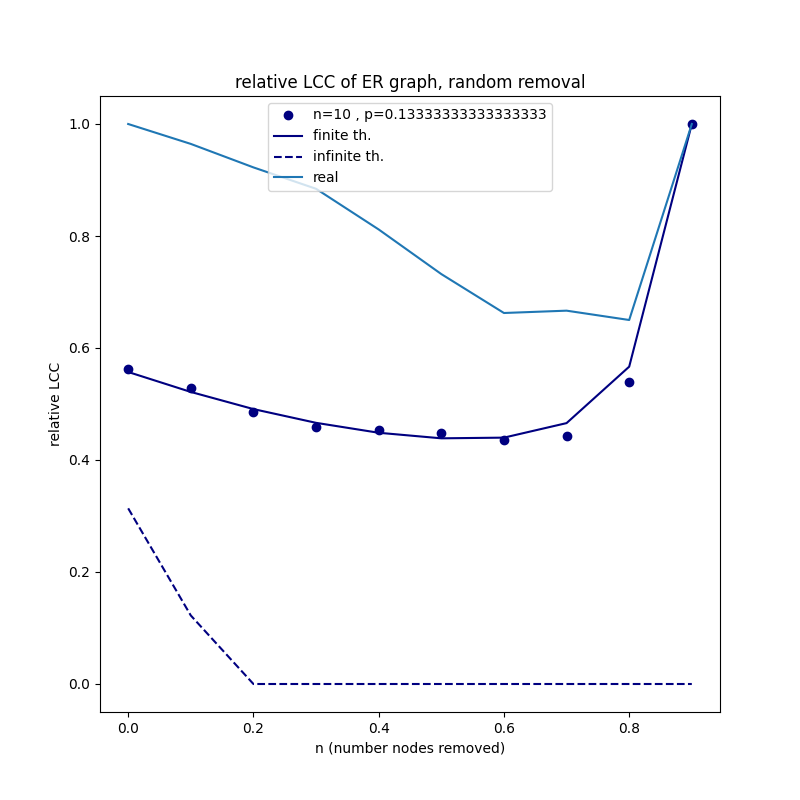 relative LCC of ER graph, random removal
n=10 , p=0.13333333333333333
finite th.
infinite th.
real
1.0
0.8
0.6
0.4
0.2
0.0
relative LCC
0.0 0.2 0.4 0.6 0.8
n (number nodes removed)